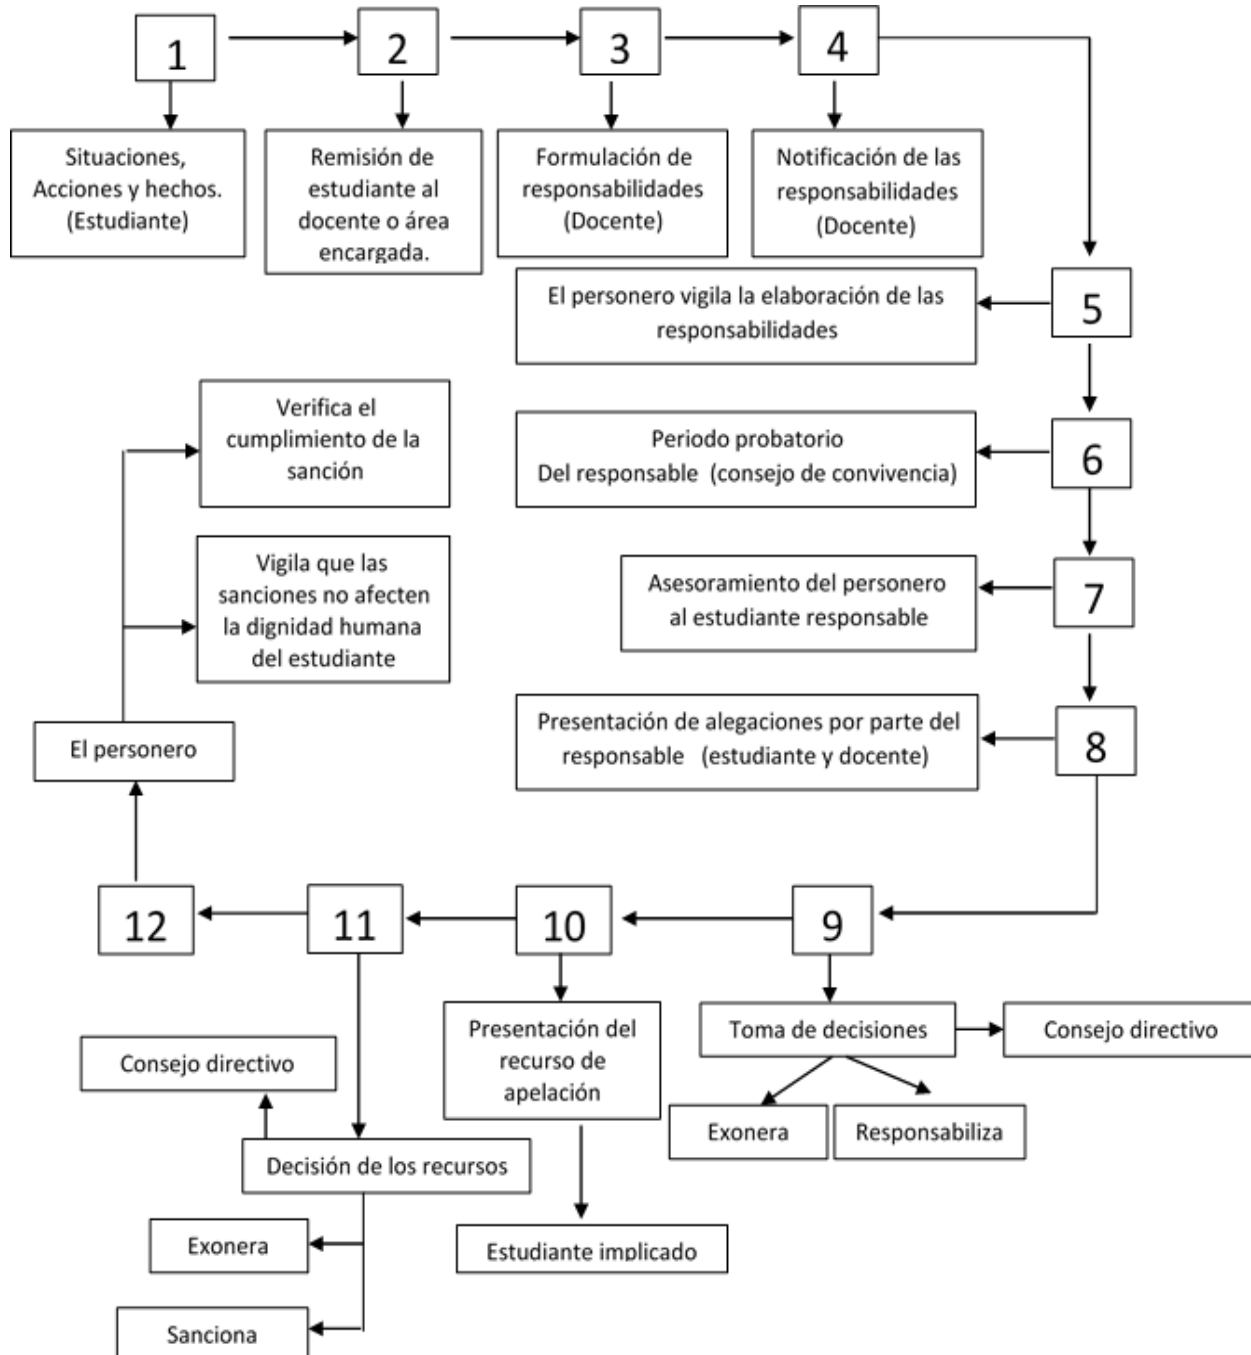 1
2
3
4
Situaciones,
Acciones y hechos.
(Estudiante)
Remisión de
estudiante al
docente o área
encargada.
Formulación de
responsabilidades
(Docente)
Notificación de las
responsabilidades
(Docente)
El personero vigila la elaboración de las
responsabilidades
5
Verifica el
cumplimiento de la
sanción
Periodo probatorio
Del responsable (consejo de convivencia)
6
Vigila que las
sanciones no afecten
la dignidad humana
del estudiante
Asesoramiento del personero
al estudiante responsable
7
El personero
Presentación de alegaciones por parte del
responsable (estudiante y docente)
8
12
11
10
9
Consejo directivo
Presentación del
recurso de
apelación
Toma de decisiones
Consejo directivo
Exonera
Responsabiliza
Decisión de los recursos
Exonera
Estudiante implicado
Sanciona